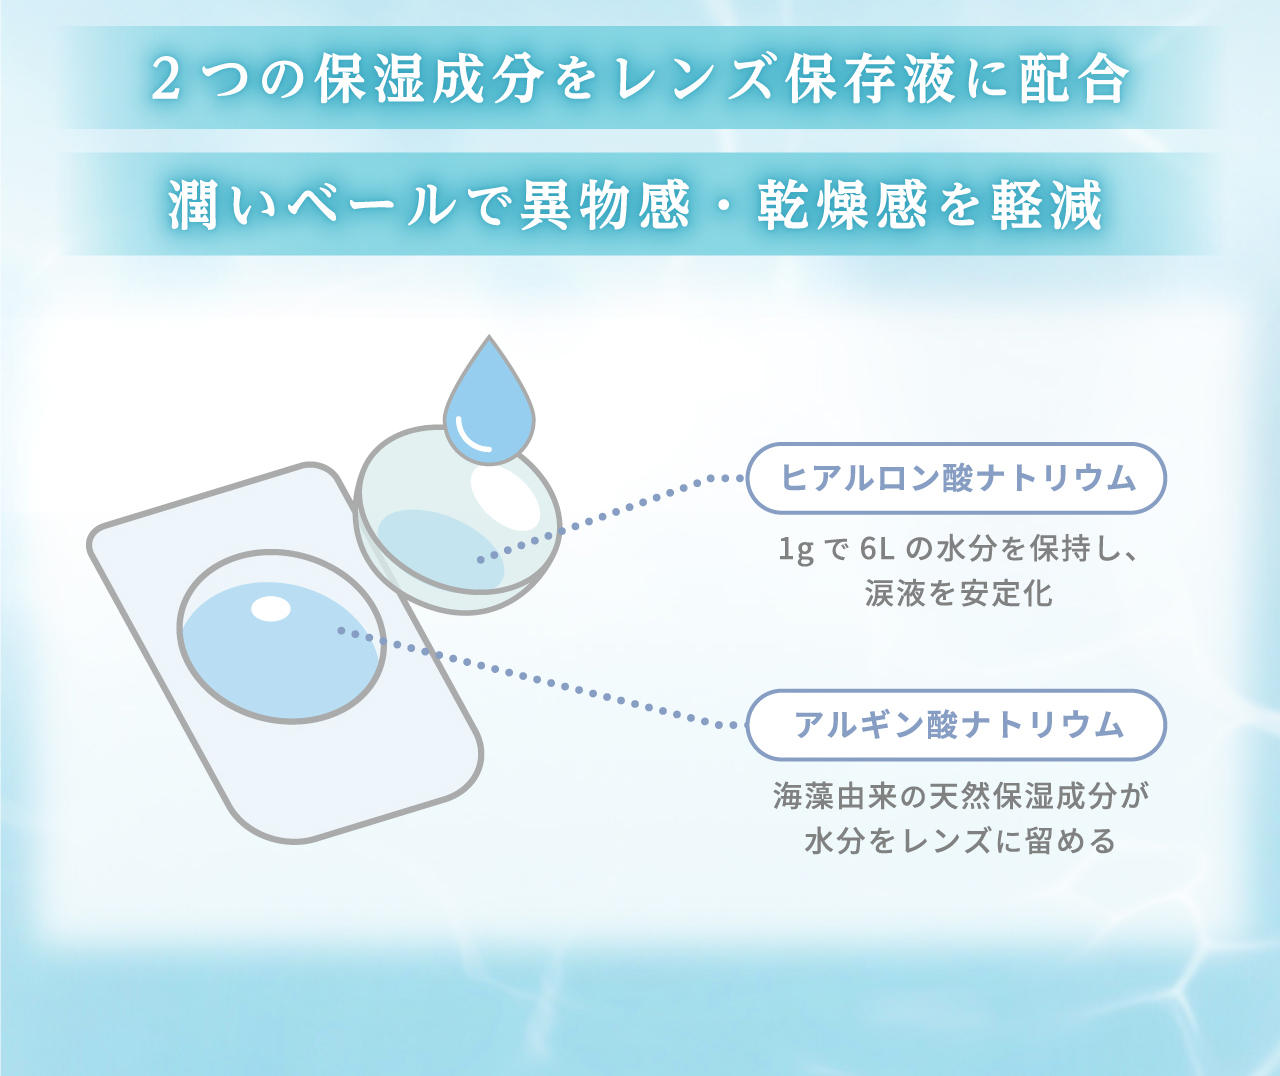 2つの保湿成分をレンズ保存液に配合
潤いベールで異物感・乾燥感を軽減
ヒアルロン酸ナトリウム
1gで6Lの水分を保持し、
涙液を安定化
アルギン酸ナトリウム
海藻由来の天然保湿成分が
水分をレンズに留める